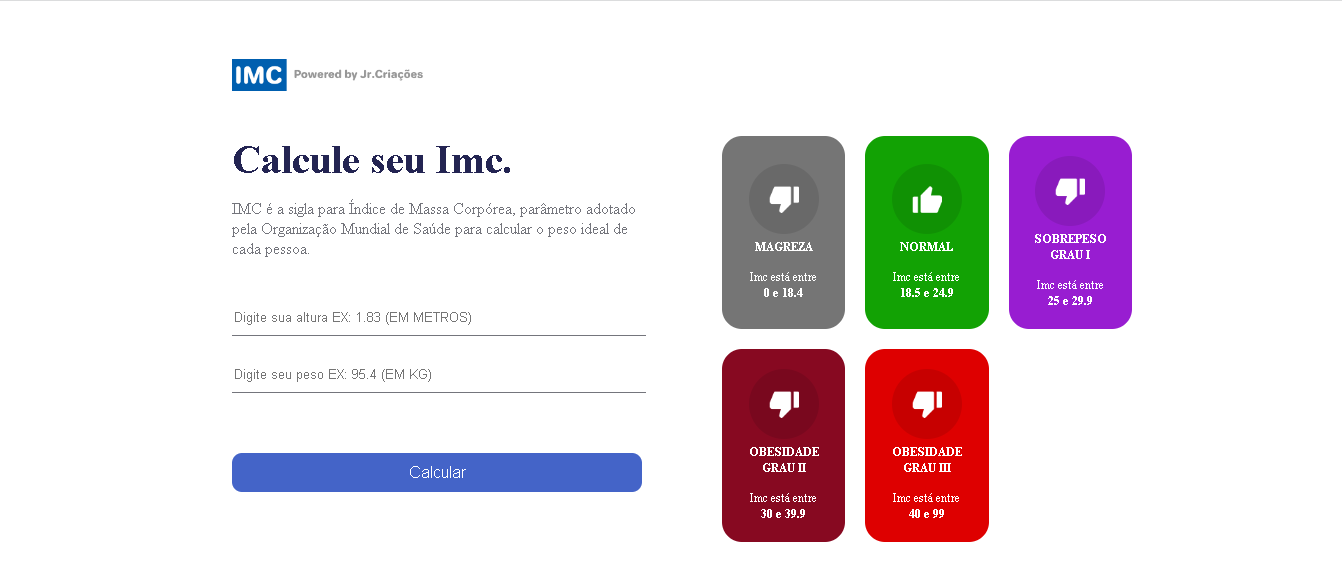 IMC Powered by Jr.Criações
Calcule seu Imc.
IMC é a sigla para Índice de Massa Corpórea, parâmetro adotado
pela Organização Mundial de Saúde para calcular o peso ideal de
cada pessoa.
Digite sua altura EX: 1.83 (EM METROS)
Digite seu peso EX: 95.4 (EM KG)
Calcular
MAGREZA
Imc está entre
0 e 18.4
NORMAL
Imc está entre
18.5 e 24.9
SOBREPESO
GRAU I
Imc está entre
25 e 29.9
OBESIDADE
GRAU II
Imc está entre
30 e 39.9
OBESIDADE
GRAU III
Imc está entre
40 e 99